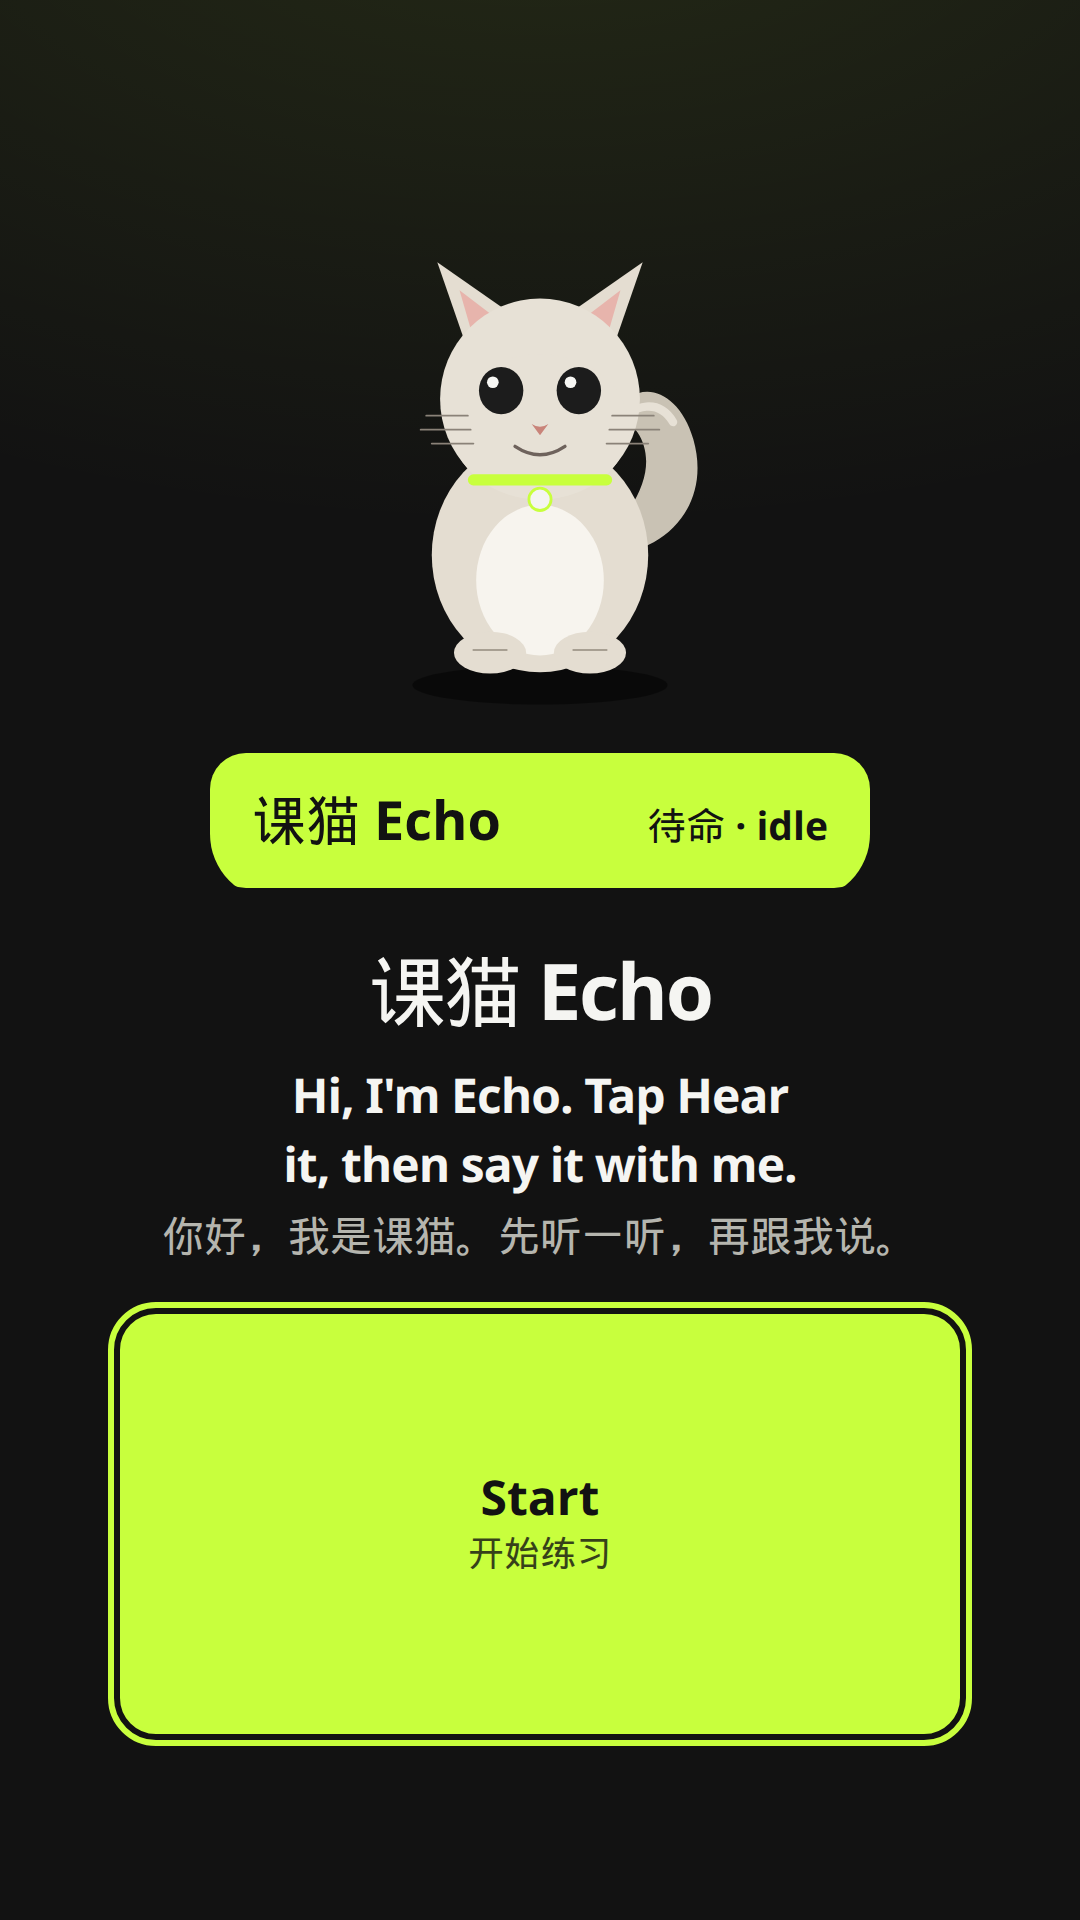 课猫 Echo
待命 · idle
课猫 Echo
Hi, I'm Echo. Tap Hear
it, then say it with me.
你好，我是课猫。先听一听，再跟我说。
Start
开始练习